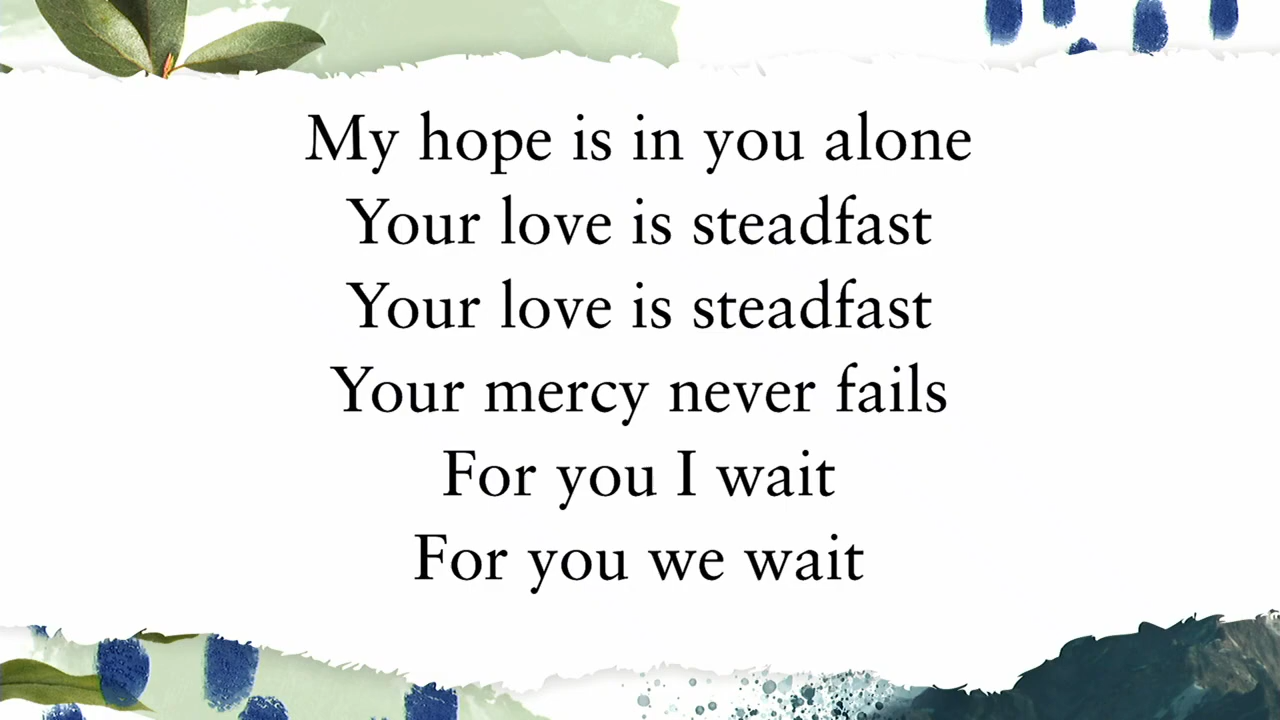 My hope is in you alone
Your love is steadfast
Your love is steadfast
Your mercy never fails
For you I wait
For you we wait